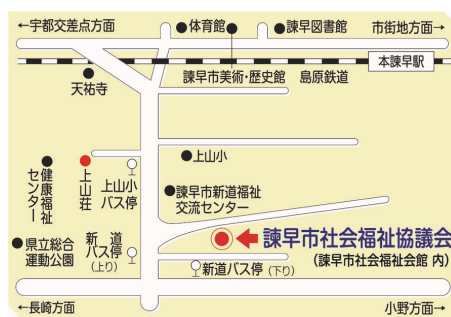 ←宇都交差点方面
●体育館●
●諫早図書館
市街地方面→
本諫早駅
諫早市美術・歴史館
島原鉄道
天祐寺
上山小
健康福祉
センター
上山荘
上山小
バス停
諫早市新道福祉
交流センター
諫早市社会福祉協議会
(諫早市社会福祉会館 内)
県立総合
運動公園
新道
バス停
(上り)
新道バス停(下り)
←長崎方面
小野方面→